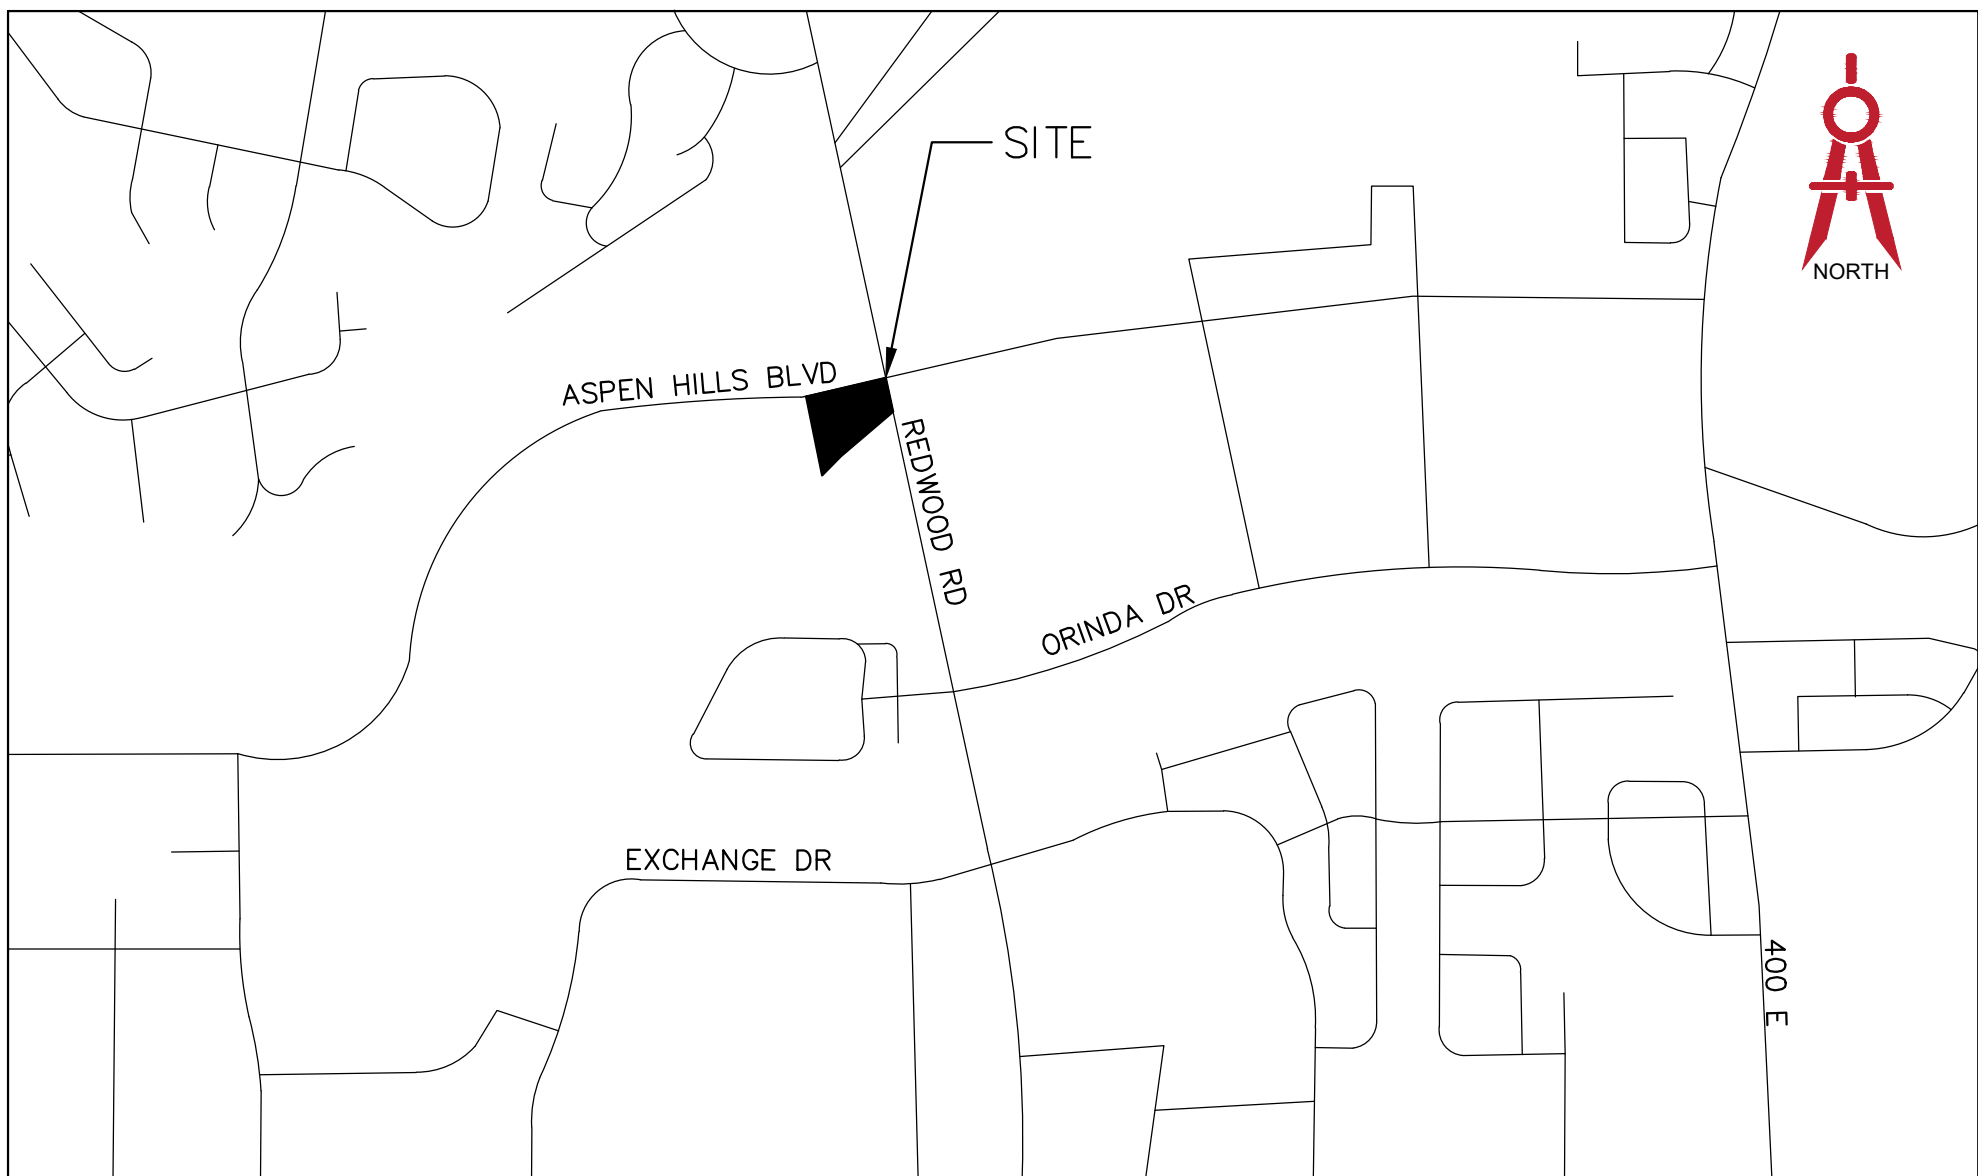 SITE
NORTH
ASPEN HILLS BLVD
REDWOOD RD
ORINDA DR
EXCHANGE DR
400 E